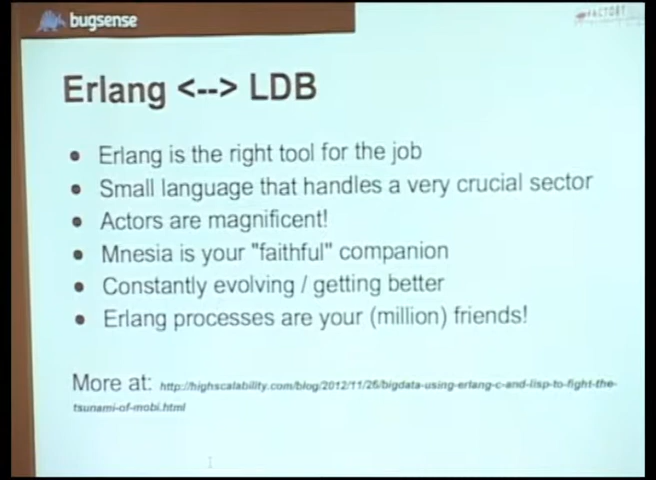 bugsense
FACTORY
Erlang <--> LDB
Erlang is the right tool for the job
Small language that handles a very crucial sector
Actors are magnificent!
Mnesia is your "faithful" companion
Constantly evolving / getting better
Erlang processes are your (million) friends!
More at: http://highscalability.com/blog/2012/11/26/bigdata-using-erlang-c-and-lisp-to-fight-the-
tsunami-of-mobi.html